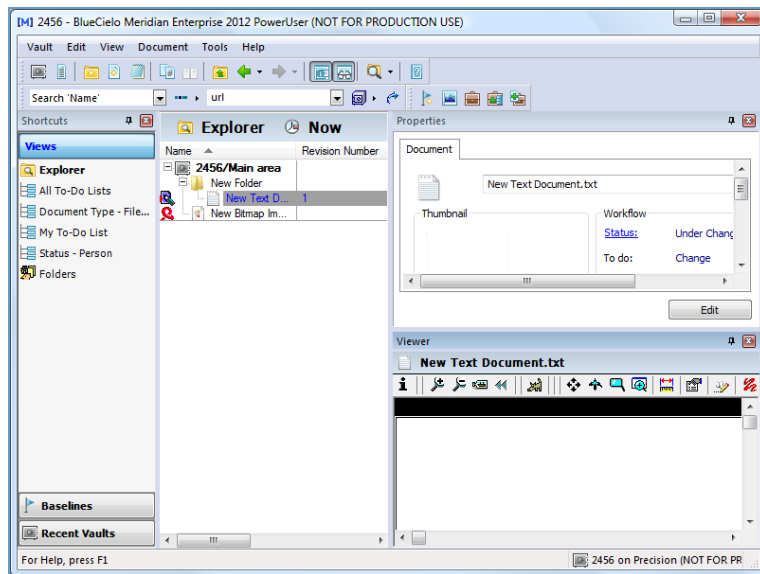 [M] 2456 - BlueCielo Meridian Enterprise 2012 PowerUser (NOT FOR PRODUCTION USE)
Vault Edit View Document Tools Help
Search 'Name' url
Shortcuts
Views
Explorer
All To-Do Lists
Document Type - File...
My To-Do List
Status - Person
Folders
Baselines
Recent Vaults
Explorer Now
Name Revision Number
2456/Main area
New Folder
New Text D... 1
New Bitmap Im...
Properties
Document
New Text Document.txt
Thumbnail Workflow
Status: Under Chang
To do: Change
Edit
Viewer
New Text Document.txt
For Help, press F1 2456 on Precision (NOT FOR PR